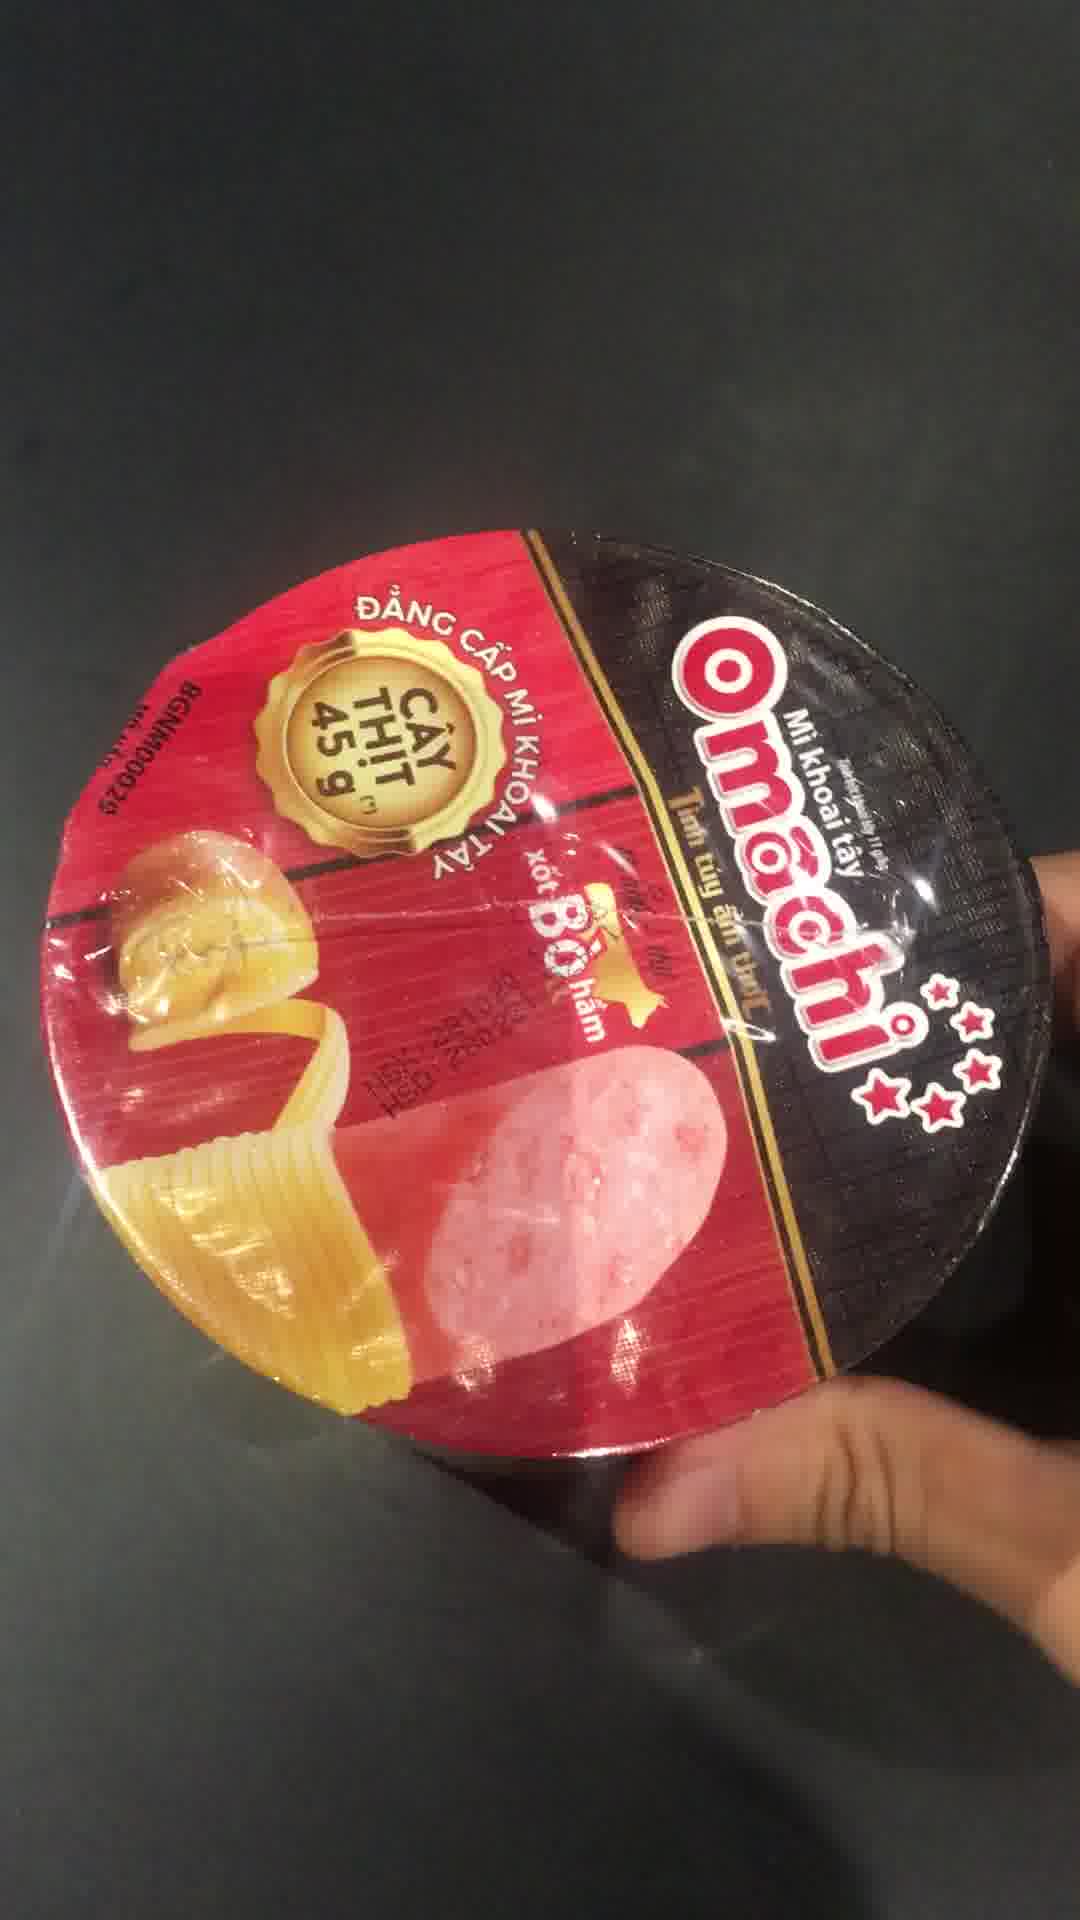 Omachi
Mì khoai tây
Tinh túy ẩm thực
xốt Bò hầm
ĐẲNG CẤP MÌ KHOAI TÂY
CÂY
THỊT
45 g (*)
BGNM00029